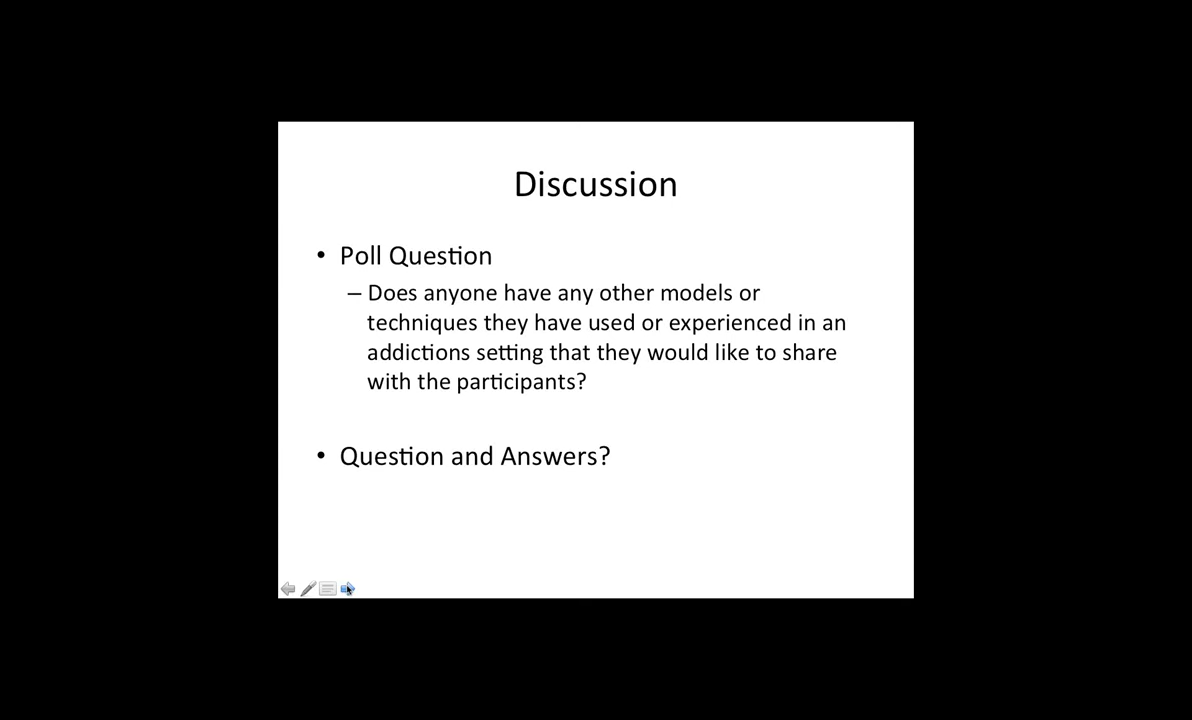 Discussion
• Poll Question
– Does anyone have any other models or
techniques they have used or experienced in an
addictions setting that they would like to share
with the participants?
• Question and Answers?